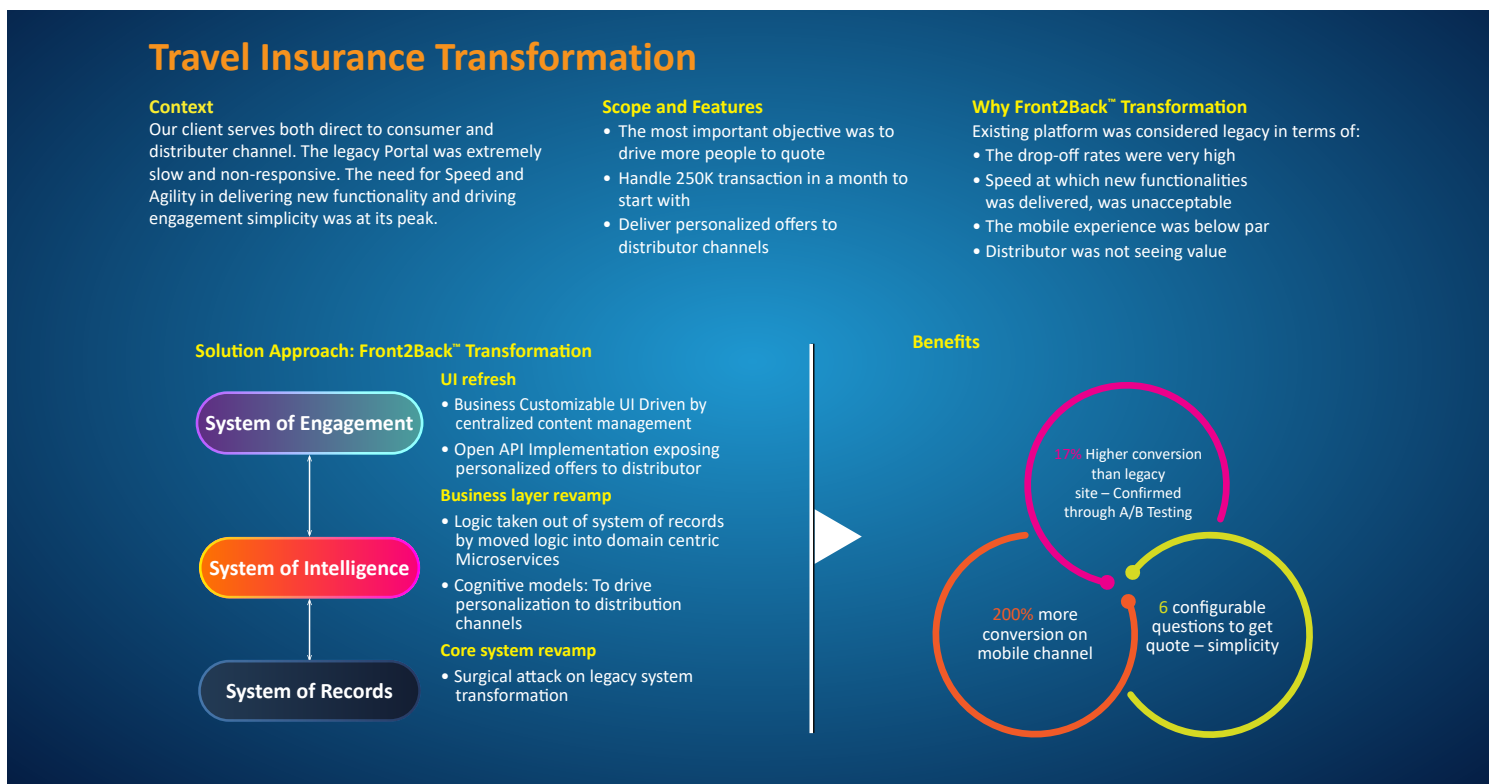 Travel Insurance Transformation
Context
Our client serves both direct to consumer and
distributer channel. The legacy Portal was extremely
slow and non-responsive. The need for Speed and
Agility in delivering new functionality and driving
engagement simplicity was at its peak.
Scope and Features
• The most important objective was to
drive more people to quote
• Handle 250K transaction in a month to
start with
• Deliver personalized offers to
distributor channels
Why Front2Back™ Transformation
Existing platform was considered legacy in terms of:
• The drop-off rates were very high
• Speed at which new functionalities
was delivered, was unacceptable
• The mobile experience was below par
• Distributor was not seeing value
Solution Approach: Front2Back™ Transformation
System of Engagement
System of Intelligence
System of Records
UI refresh
• Business Customizable UI Driven by
centralized content management
• Open API Implementation exposing
personalized offers to distributor
Business layer revamp
• Logic taken out of system of records
by moved logic into domain centric
Microservices
• Cognitive models: To drive
personalization to distribution
channels
Core system revamp
• Surgical attack on legacy system
transformation
Benefits
17% Higher conversion
than legacy
site – Confirmed
through A/B Testing
200% more
conversion on
mobile channel
6 configurable
questions to get
quote – simplicity